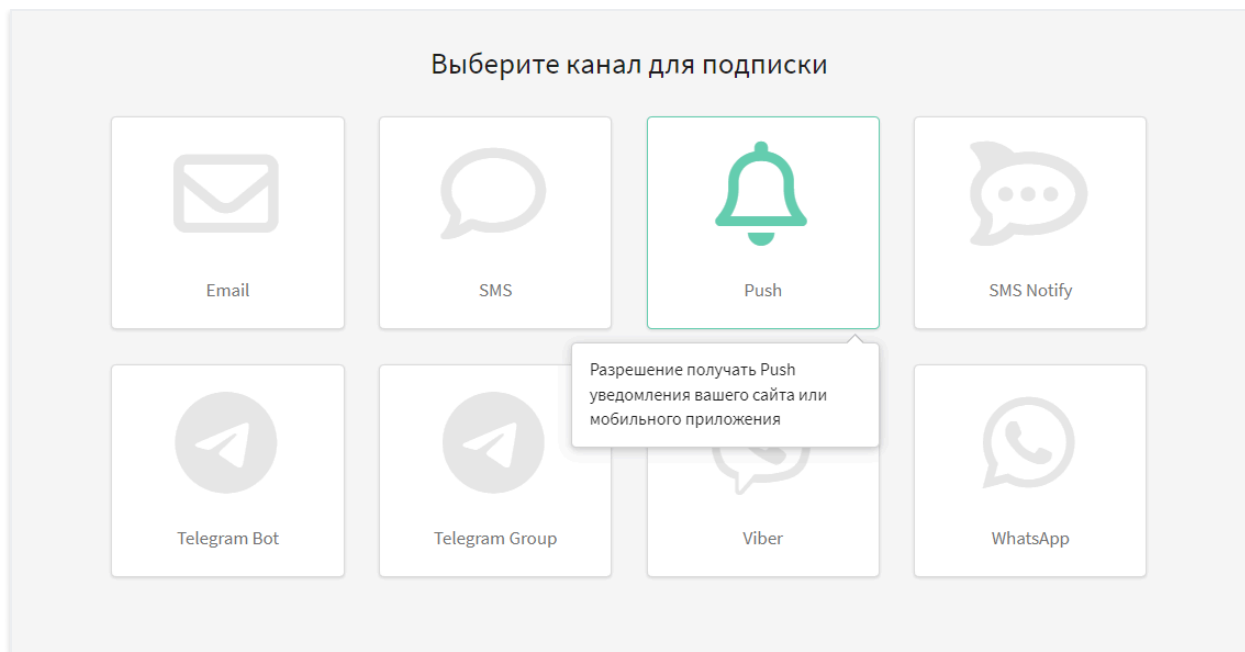 Выберите канал для подписки
Email
SMS
Push
SMS Notify
Разрешение получать Push
уведомления вашего сайта или
мобильного приложения
Telegram Bot
Telegram Group
Viber
WhatsApp